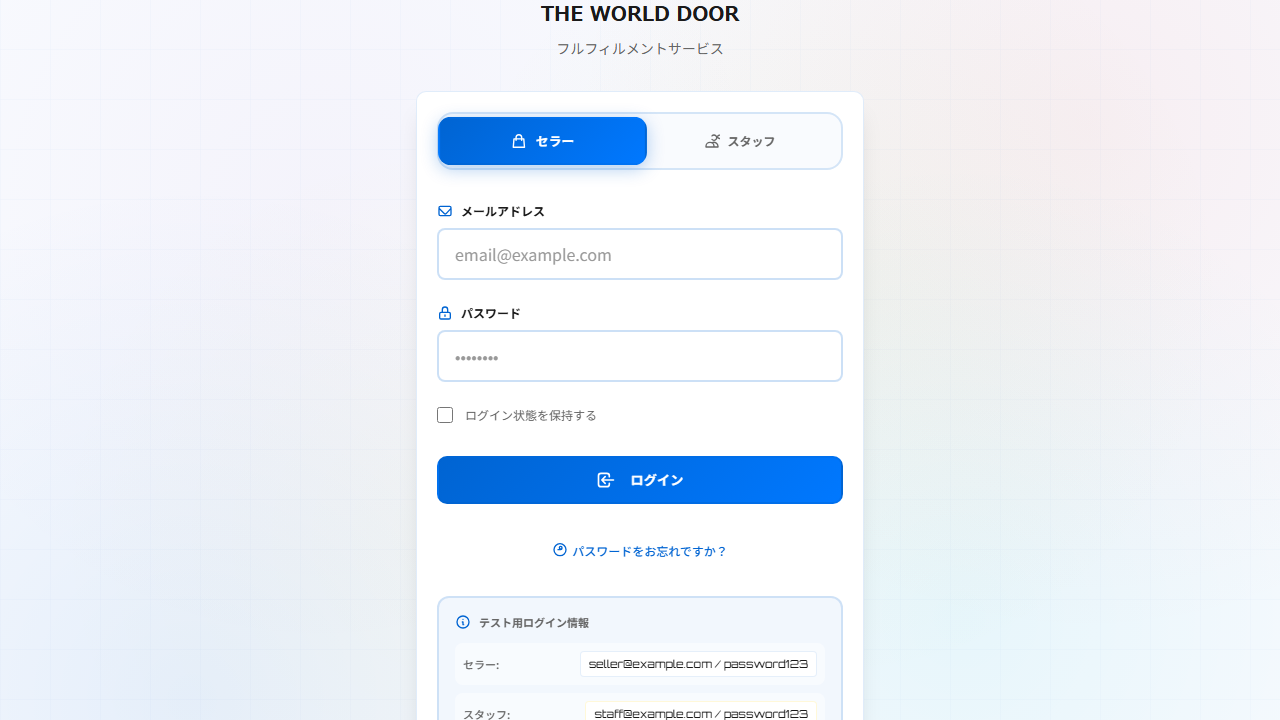 THE WORLD DOOR
フルフィルメントサービス
セラー
スタッフ
メールアドレス
email@example.com
パスワード
••••••••
ログイン状態を保持する
ログイン
パスワードをお忘れですか？
テスト用ログイン情報
セラー:
seller@example.com / password123
スタッフ:
staff@example.com / password123